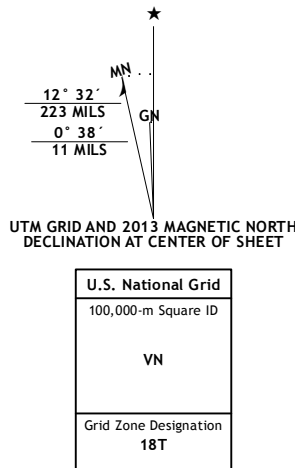 MN
GN
12° 32´
223 MILS
0° 38´
11 MILS
UTM GRID AND 2013 MAGNETIC NORTH
DECLINATION AT CENTER OF SHEET
U.S. National Grid
100,000-m Square ID
VN
Grid Zone Designation
18T